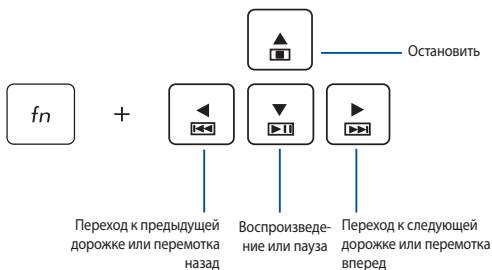 Остановить
fn +
Переход к предыдущей
дорожке или перемотка
назад
Воспроизведе-
ние или пауза
Переход к следующей
дорожке или перемотка
вперед